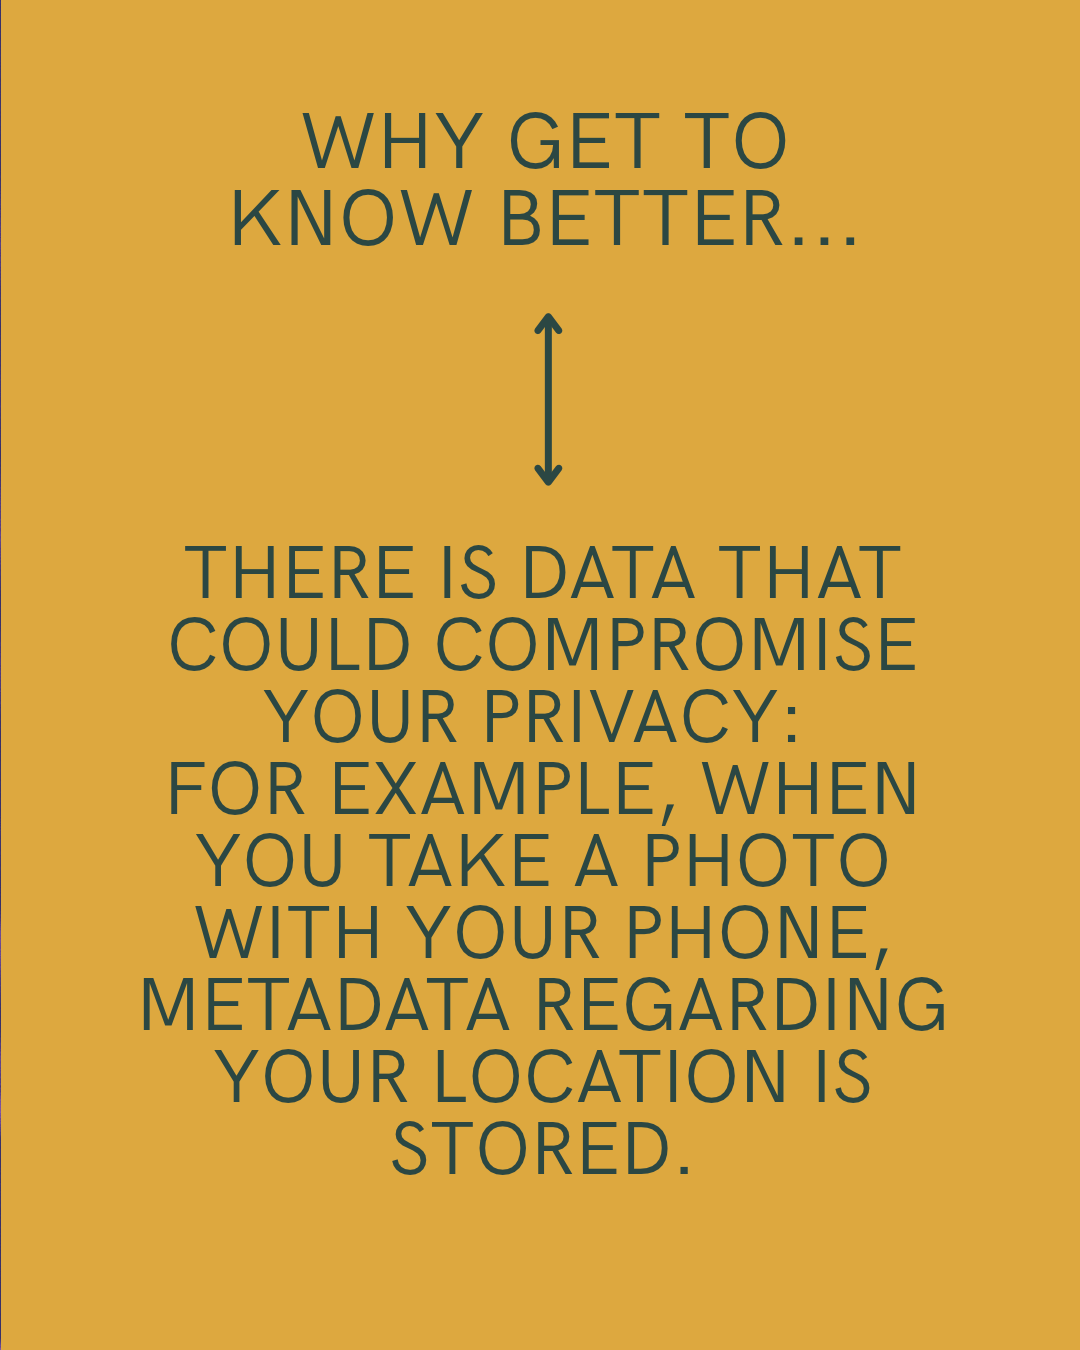 WHY GET TO
KNOW BETTER...
THERE IS DATA THAT
COULD COMPROMISE
YOUR PRIVACY:
FOR EXAMPLE, WHEN
YOU TAKE A PHOTO
WITH YOUR PHONE,
METADATA REGARDING
YOUR LOCATION IS
STORED.